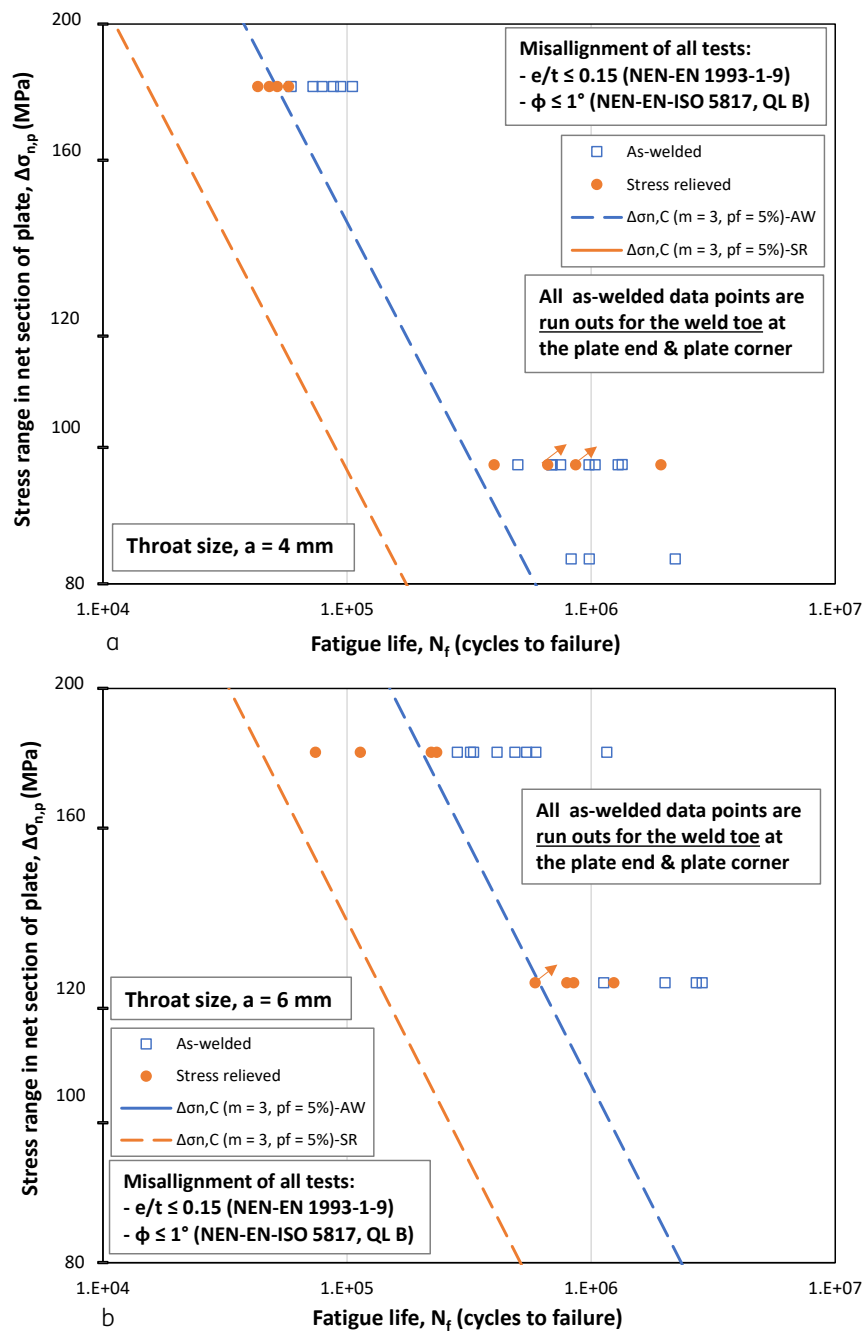 200
160
120
100
80
Stress range in net section of plate, Δσn,p (MPa)
Misallignment of all tests:
- e/t ≤ 0.15 (NEN-EN 1993-1-9)
- ϕ ≤ 1° (NEN-EN-ISO 5817, QL B)
As-welded
Stress relieved
Δσn,C (m = 3, pf = 5%)-AW
Δσn,C (m = 3, pf = 5%)-SR
All as-welded data points are
run outs for the weld toe at
the plate end & plate corner
Throat size, a = 4 mm
1.E+04 1.E+05 1.E+06 1.E+07
a
Fatigue life, Nf (cycles to failure)
200
160
120
100
80
Stress range in net section of plate, Δσn,p (MPa)
All as-welded data points are
run outs for the weld toe at
the plate end & plate corner
Throat size, a = 6 mm
As-welded
Stress relieved
Δσn,C (m = 3, pf = 5%)-AW
Δσn,C (m = 3, pf = 5%)-SR
Misallignment of all tests:
- e/t ≤ 0.15 (NEN-EN 1993-1-9)
- ϕ ≤ 1° (NEN-EN-ISO 5817, QL B)
1.E+04 1.E+05 1.E+06 1.E+07
b
Fatigue life, Nf (cycles to failure)